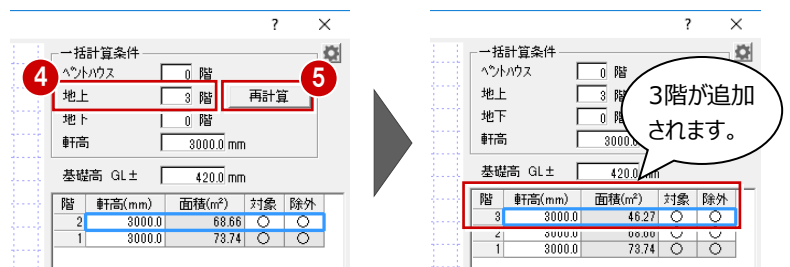 ? ×
一括計算条件
ペントハウス 0 階
4
地上 3 階 再計算
5
地下 0 階
軒高 3000.0 mm
基礎高 GL± 420.0 mm
階 軒高(mm) 面積(m²) 対象 除外
2 3000.0 68.66 ○ ○
1 3000.0 73.74 ○ ○
? ×
一括計算条件
ペントハウス 0 階
地上 3 階
地下 0 階
軒高 3000.0
基礎高 GL± 420.0
3階が追加
されます。
階 軒高(mm) 面積(m²) 対象 除外
3 3000.0 46.27 ○ ○
2 3000.0 68.66 ○ ○
1 3000.0 73.74 ○ ○